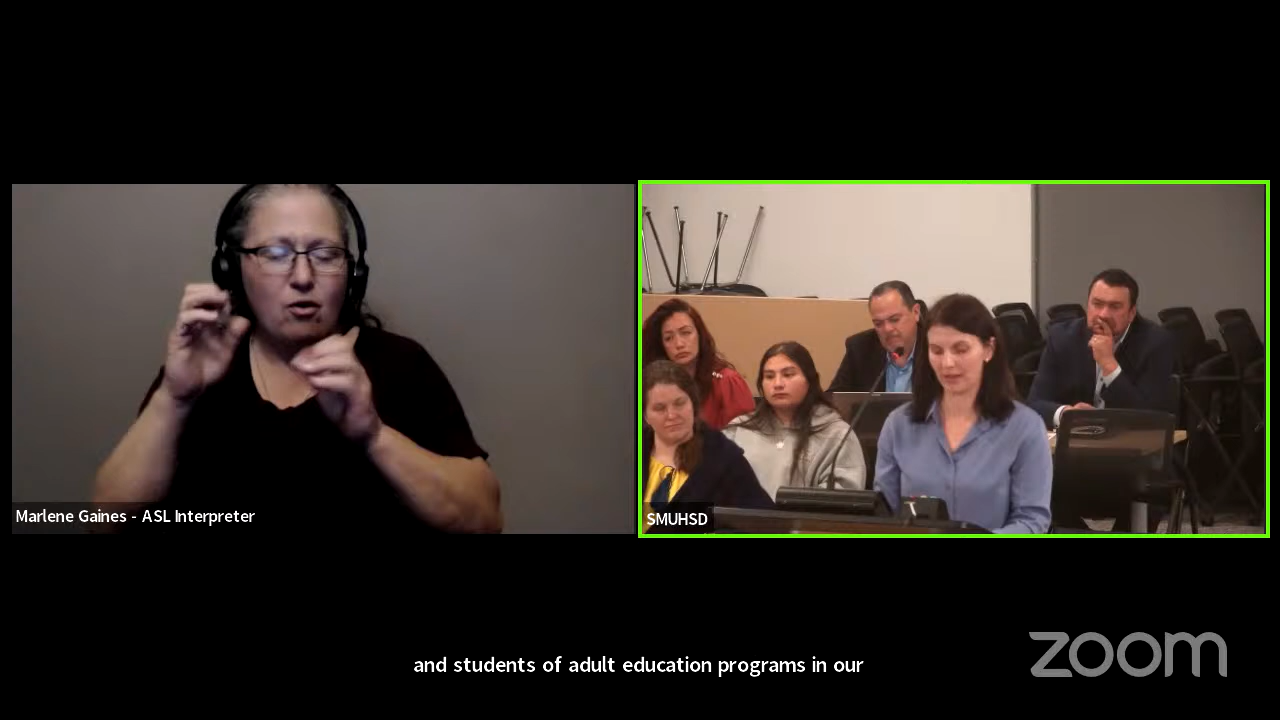 Marlene Gaines - ASL Interpreter
SMUHSD
and students of adult education programs in our
zoom